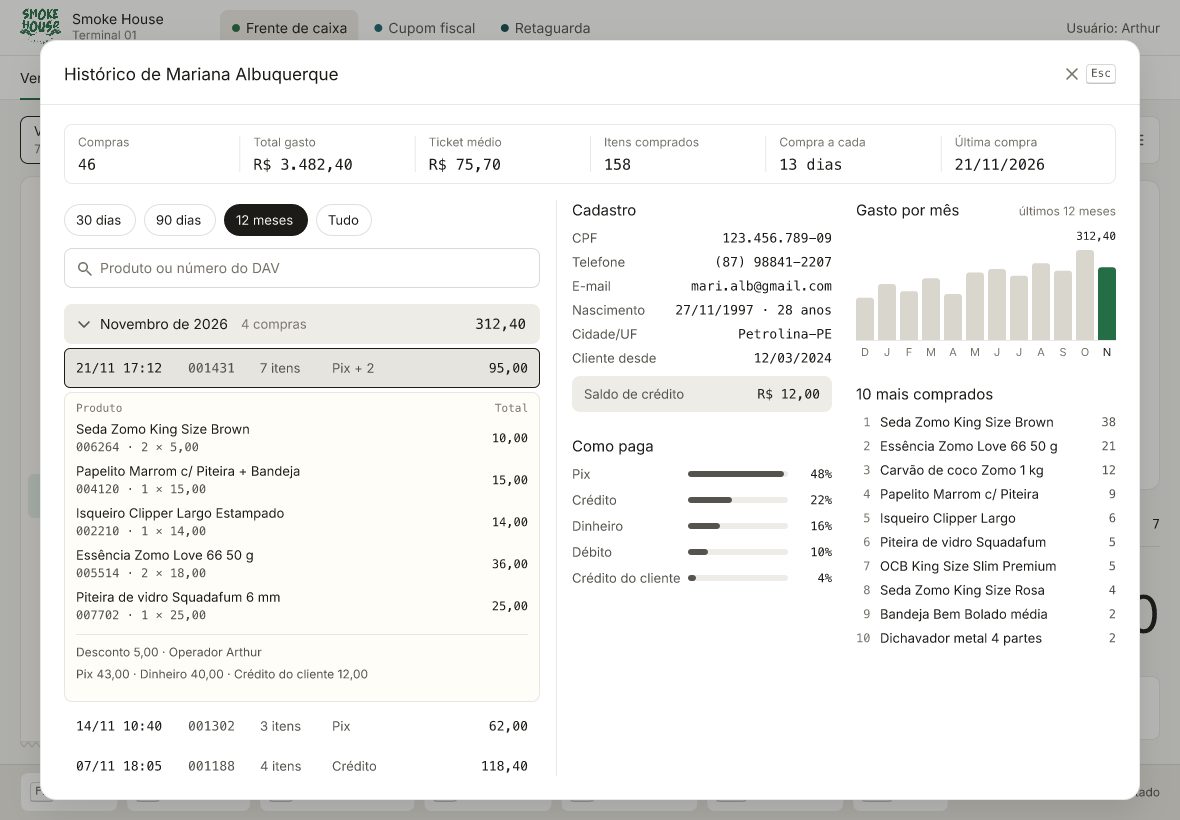 SMOKE
HOUSE
Smoke House
Terminal 01
Frente de caixa
Cupom fiscal
Retaguarda
Usuário: Arthur
Histórico de Mariana Albuquerque
Esc
Compras
46
Total gasto
R$ 3.482,40
Ticket médio
R$ 75,70
Itens comprados
158
Compra a cada
13 dias
Última compra
21/11/2026
30 dias
90 dias
12 meses
Tudo
Produto ou número do DAV
Novembro de 2026 4 compras 312,40
21/11 17:12 001431 7 itens Pix + 2 95,00
Produto Total
Seda Zomo King Size Brown
006264 · 2 × 5,00
10,00
Papelito Marrom c/ Piteira + Bandeja
004120 · 1 × 15,00
15,00
Isqueiro Clipper Largo Estampado
002210 · 1 × 14,00
14,00
Essência Zomo Love 66 50 g
005514 · 2 × 18,00
36,00
Piteira de vidro Squadafum 6 mm
007702 · 1 × 25,00
25,00
Desconto 5,00 · Operador Arthur
Pix 43,00 · Dinheiro 40,00 · Crédito do cliente 12,00
14/11 10:40 001302 3 itens Pix 62,00
07/11 18:05 001188 4 itens Crédito 118,40
Cadastro
CPF 123.456.789-09
Telefone (87) 98841-2207
E-mail mari.alb@gmail.com
Nascimento 27/11/1997 · 28 anos
Cidade/UF Petrolina-PE
Cliente desde 12/03/2024
Saldo de crédito R$ 12,00
Como paga
Pix 48%
Crédito 22%
Dinheiro 16%
Débito 10%
Crédito do cliente 4%
Gasto por mês últimos 12 meses
312,40
D J F M A M J J A S O N
10 mais comprados
1 Seda Zomo King Size Brown 38
2 Essência Zomo Love 66 50 g 21
3 Carvão de coco Zomo 1 kg 12
4 Papelito Marrom c/ Piteira 9
5 Isqueiro Clipper Largo 6
6 Piteira de vidro Squadafum 5
7 OCB King Size Slim Premium 5
8 Seda Zomo King Size Rosa 4
9 Bandeja Bem Bolado média 2
10 Dichavador metal 4 partes 2
7